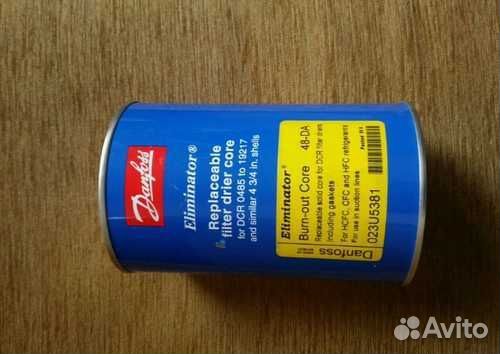 Danfoss
Eliminator®
Replaceable
filter drier core
for DCR 0485 to 19217
and similar 4 3/4 in. shells
Eliminator®
Burn-out Core 48-DA
Replaceable solid core for DCR filter driers
Including gaskets
For HCFC, CFC and HFC refrigerants
For use in suction lines
023U5381
Danfoss
Avito